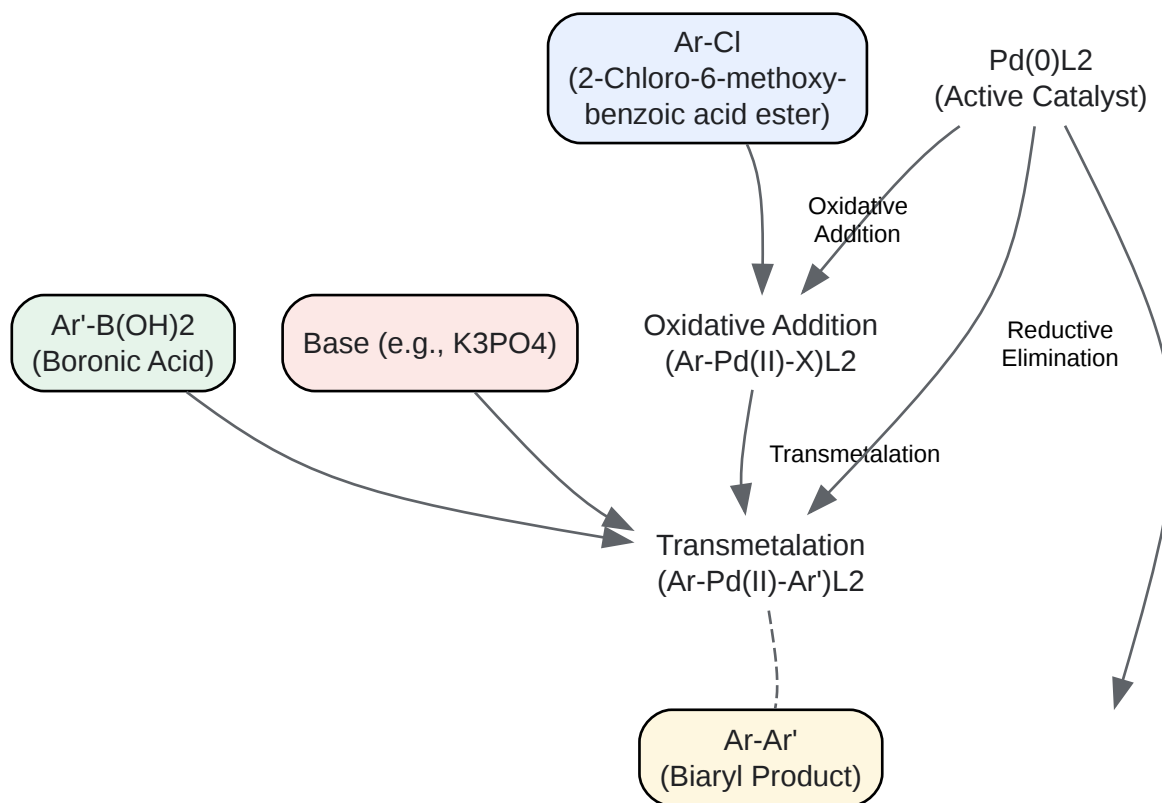 Ar-Cl
(2-Chloro-6-methoxy-
benzoic acid ester)
Pd(0)L2
(Active Catalyst)
Oxidative
Addition
Ar'-B(OH)2
(Boronic Acid)
Base (e.g., K3PO4)
Oxidative Addition
(Ar-Pd(II)-X)L2
Reductive
Elimination
Transmetalation
Transmetalation
(Ar-Pd(II)-Ar')L2
Ar-Ar'
(Biaryl Product)